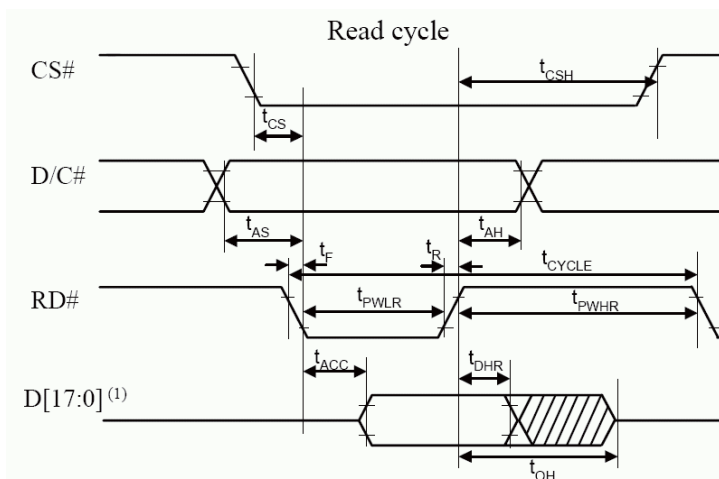 Read cycle
CS#
tCSH
tCS
D/C#
tAS
tAH
tF
tR
tCYCLE
RD#
tPWLR
tPWHR
tACC
tDHR
D[17:0] (1)
tOH